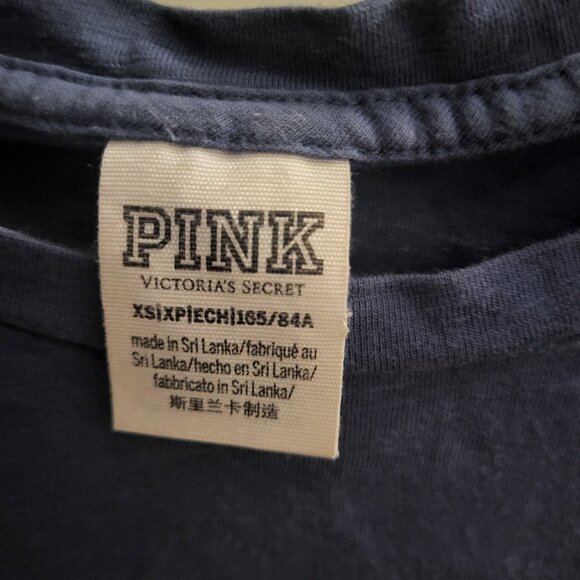 PINK
VICTORIA'S SECRET
XS|XP|ECH|165/84A
made in Sri Lanka/fabriqué au
Sri Lanka/hecho en Sri Lanka/
fabbricato in Sri Lanka/
斯里兰卡制造